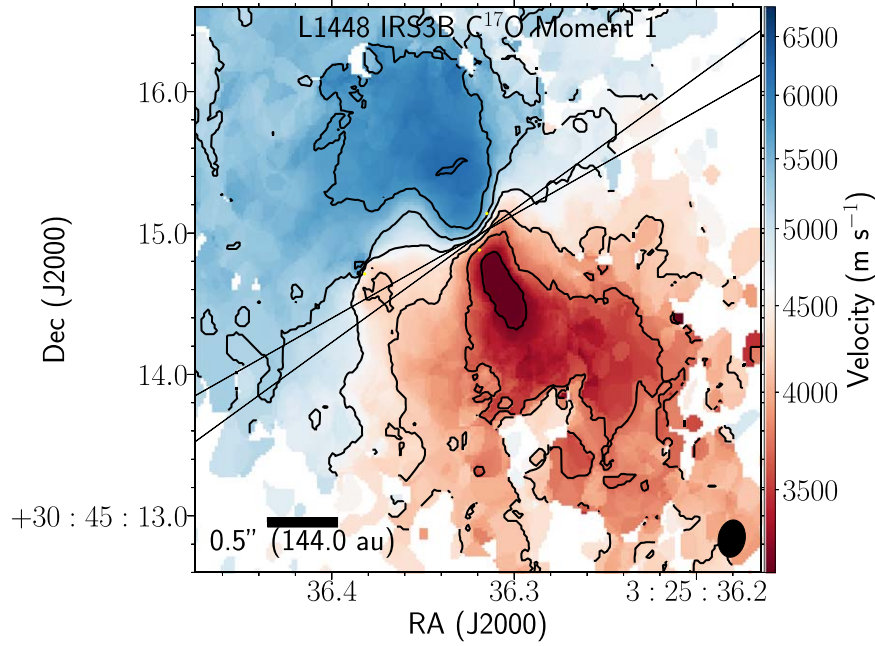 L1448 IRS3B C¹⁷O Moment 1
16.0
15.0
14.0
+30 : 45 : 13.0
Dec (J2000)
0.5" (144.0 au)
36.4
36.3
3 : 25 : 36.2
RA (J2000)
6500
6000
5500
5000
4500
4000
3500
Velocity (m s⁻¹)